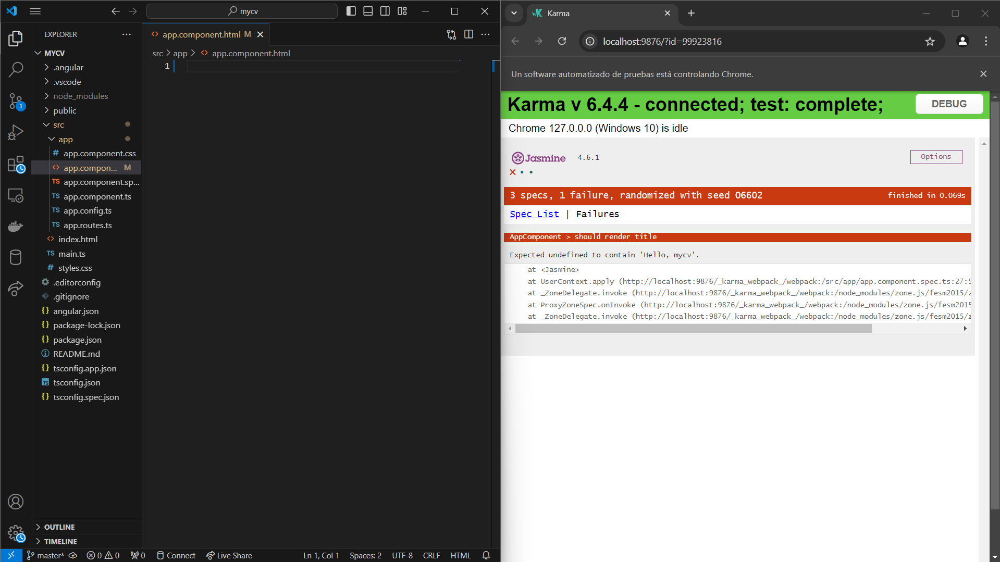 mycv
EXPLORER
MYCV
.angular
.vscode
node_modules
public
src
app
app.component.css
app.compon... M
app.component.sp...
app.component.ts
app.config.ts
app.routes.ts
index.html
main.ts
styles.css
.editorconfig
.gitignore
angular.json
package-lock.json
package.json
README.md
tsconfig.app.json
tsconfig.json
tsconfig.spec.json
OUTLINE
TIMELINE
app.component.html M
src > app > app.component.html
1
master* 0 0 0 Connect Live Share Ln 1, Col 1 Spaces: 2 UTF-8 CRLF HTML
Karma
localhost:9876/?id=99923816
Un software automatizado de pruebas está controlando Chrome.
Karma v 6.4.4 - connected; test: complete;
DEBUG
Chrome 127.0.0.0 (Windows 10) is idle
Jasmine 4.6.1
Options
3 specs, 1 failure, randomized with seed 06602
finished in 0.069s
Spec List | Failures
AppComponent > should render title
Expected undefined to contain 'Hello, mycv'.
at <Jasmine>
at UserContext.apply (http://localhost:9876/_karma_webpack_/webpack:/src/app/app.component.spec.ts:27:5
at _ZoneDelegate.invoke (http://localhost:9876/_karma_webpack_/webpack:/node_modules/zone.js/fesm2015/z
at ProxyZoneSpec.onInvoke (http://localhost:9876/_karma_webpack_/webpack:/node_modules/zone.js/fesm2015
at _ZoneDelegate.invoke (http://localhost:9876/_karma_webpack_/webpack:/node_modules/zone.js/fesm2015/z